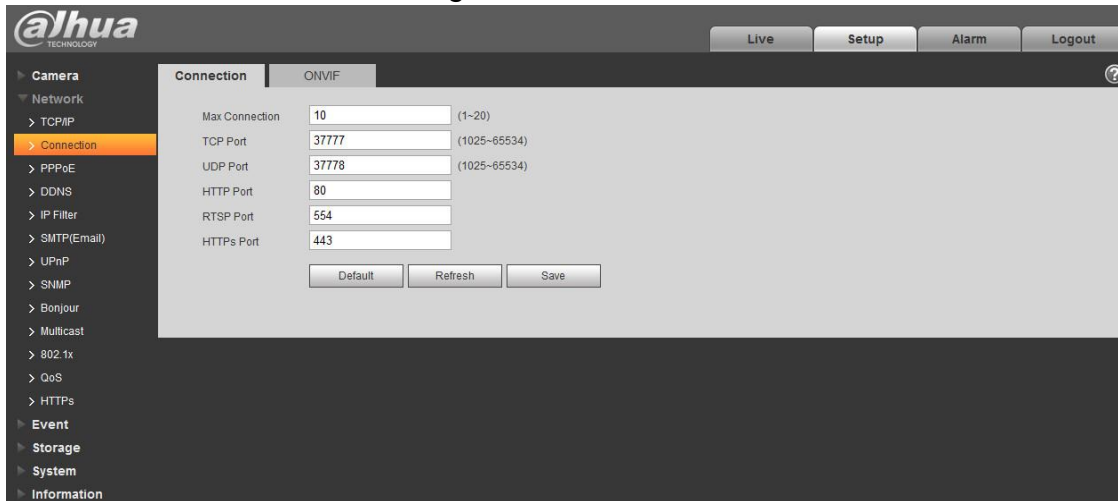 alhua
TECHNOLOGY
Live Setup Alarm Logout
Camera
Network
TCP/IP
Connection
PPPoE
DDNS
IP Filter
SMTP(Email)
UPnP
SNMP
Bonjour
Multicast
802.1x
QoS
HTTPs
Event
Storage
System
Information
Connection ONVIF ?
Max Connection 10 (1~20)
TCP Port 37777 (1025~65534)
UDP Port 37778 (1025~65534)
HTTP Port 80
RTSP Port 554
HTTPs Port 443
Default Refresh Save